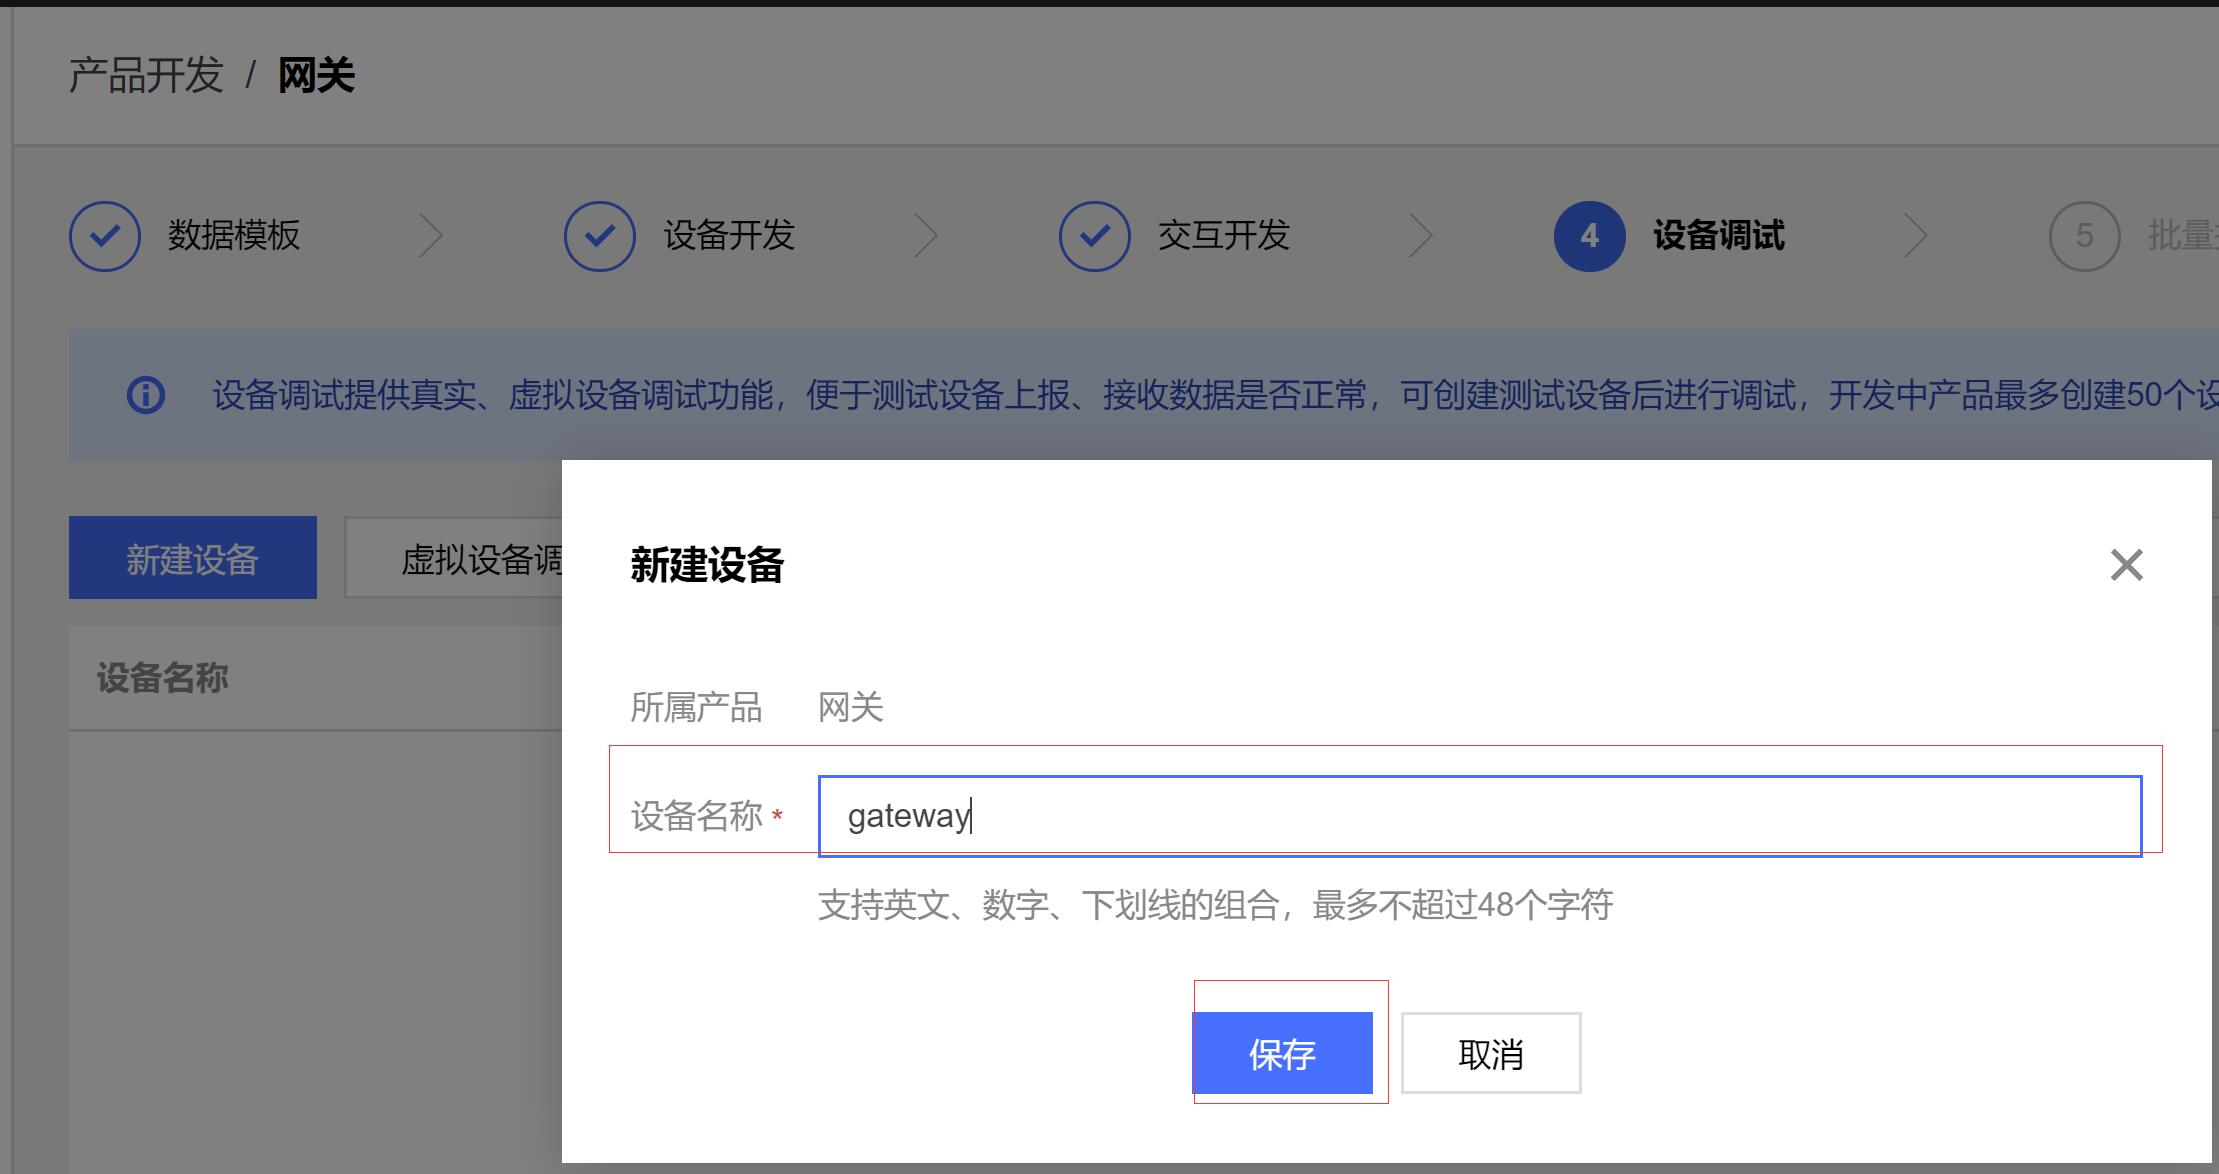 产品开发 / 网关
数据模板
设备开发
交互开发
4 设备调试
5 批量
设备调试提供真实、虚拟设备调试功能，便于测试设备上报、接收数据是否正常，可创建测试设备后进行调试，开发中产品最多创建50个设
新建设备
虚拟设备调
设备名称
新建设备
所属产品 网关
设备名称 * gateway
支持英文、数字、下划线的组合，最多不超过48个字符
保存 取消